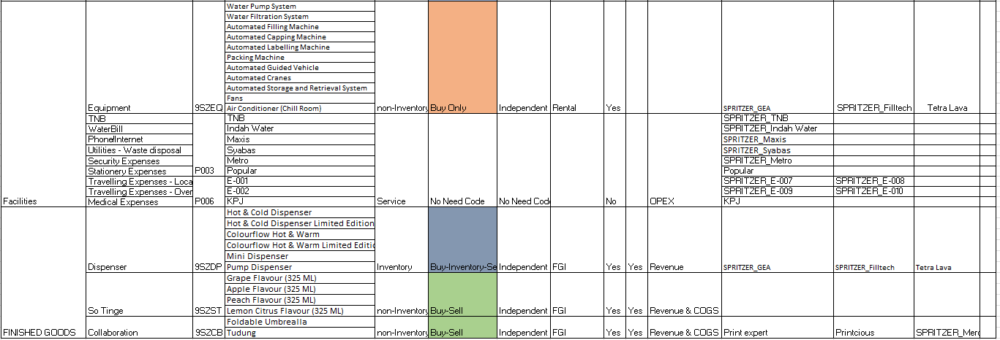 Water Pump System
Water Filtration System
Automated Filling Machine
Automated Capping Machine
Automated Labelling Machine
Packing Machine
Automated Guided Vehicle
Automated Cranes
Automated Storage and Retrieval System
Fans
Equipment 9SZEQ Air Conditioner (Chill Room) non-Inventory Buy Only Independent Rental Yes SPRITZER_GEA SPRITZER_Filltech Tetra Lava
TNB TNB SPRITZER_TNB
WaterBill Indah Water SPRITZER_Indah Water
Phone/Internet Maxis SPRITZER_Maxis
Utilities - Waste disposal Syabas SPRITZER_Syabas
Security Expenses Metro SPRITZER_Metro
Stationery Expenses P003 Popular Popular
Travelling Expenses - Loca E-001 SPRITZER_E-007 SPRITZER_E-008
Travelling Expenses - Over E-002 SPRITZER_E-009 SPRITZER_E-010
Facilities Medical Expenses P006 KPJ Service No Need Code No Need Cod No OPEX KPJ
Hot & Cold Dispenser
Hot & Cold Dispenser Limited Edition
Colourflow Hot & Warm
Colourflow Hot & Warm Limited Editic
Mini Dispenser
Dispenser 9SZDP Pump Dispenser Inventory Buy-Inventory-Se Independent FGI Yes Yes Revenue SPRITZER_GEA SPRITZER_Filltech Tetra Lava
Grape Flavour (325 ML)
Apple Flavour (325 ML)
Peach Flavour (325 ML)
So Tinge 9SZST Lemon Citrus Flavour (325 ML) non-Inventory Buy-Sell Independent FGI Yes Yes Revenue & COGS
Foldable Umbrealla
FINISHED GOODS Collaboration 9SZCB Tudung non-Inventory Buy-Sell Independent FGI Yes Yes Revenue & COGS Print expert Printcious SPRITZER_Merc